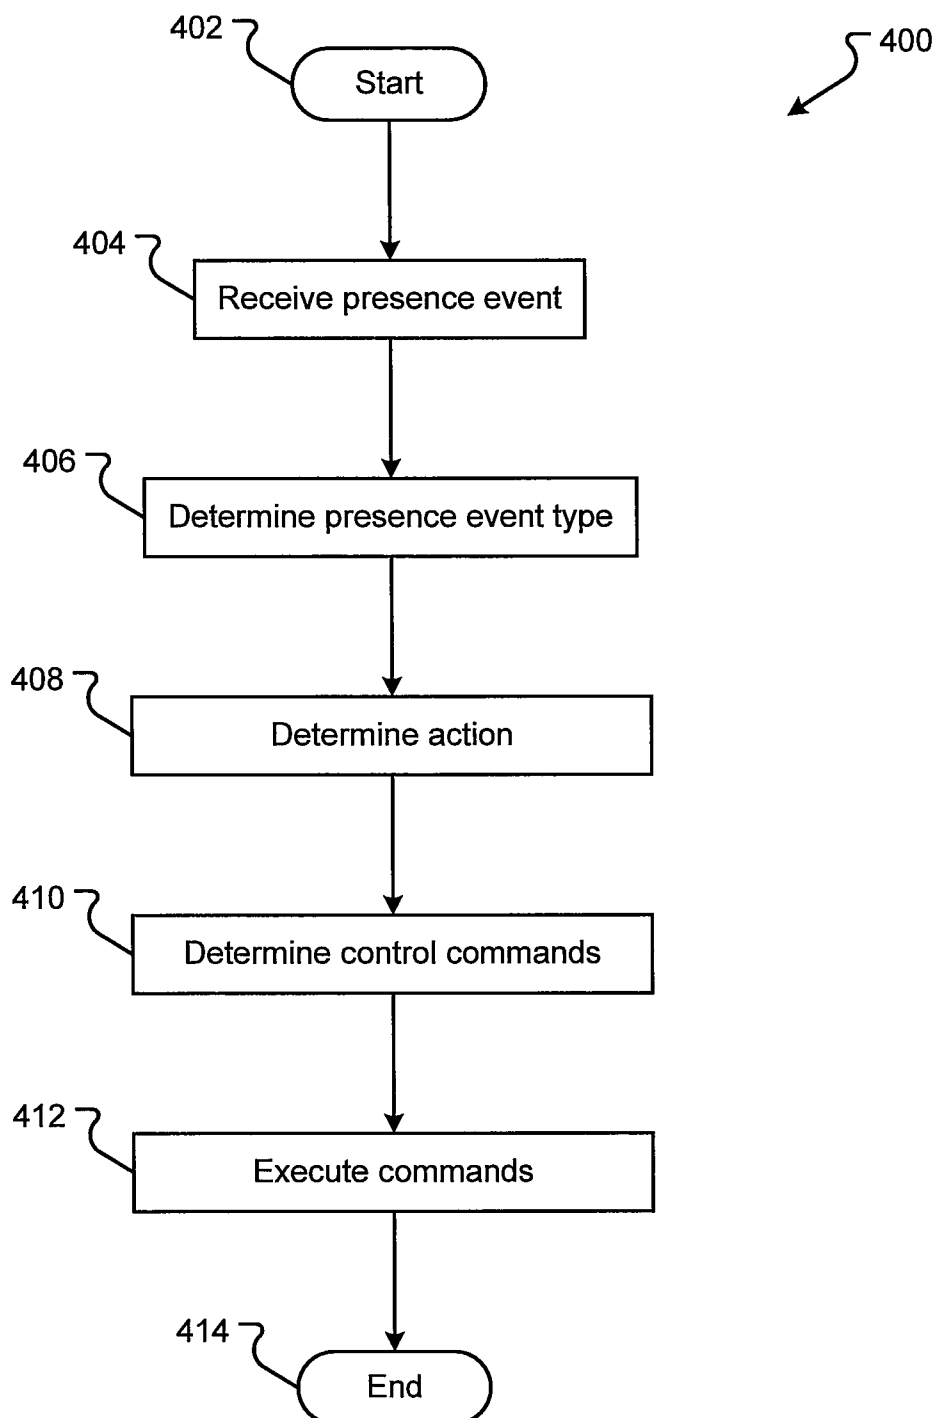 402
Start
400
404
Receive presence event
406
Determine presence event type
408
Determine action
410
Determine control commands
412
Execute commands
414
End